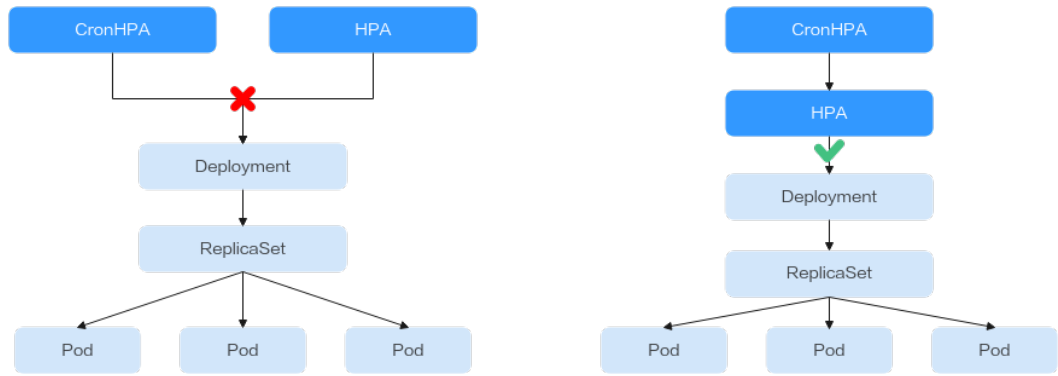 CronHPA
HPA
Deployment
ReplicaSet
Pod
Pod
Pod
CronHPA
HPA
Deployment
ReplicaSet
Pod
Pod
Pod